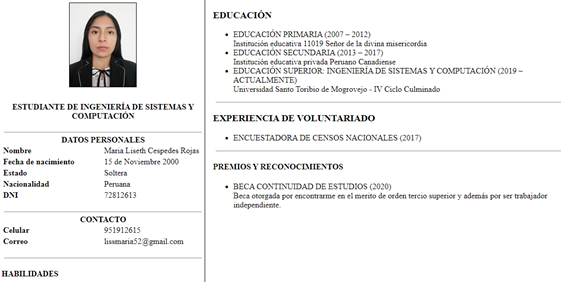 ESTUDIANTE DE INGENIERÍA DE SISTEMAS Y
COMPUTACIÓN
DATOS PERSONALES
Nombre Maria Liseth Cespedes Rojas
Fecha de nacimiento 15 de Noviembre 2000
Estado Soltera
Nacionalidad Peruana
DNI 72812613
CONTACTO
Celular 951912615
Correo lissmaria52@gmail.com
HABILIDADES
EDUCACIÓN
• EDUCACIÓN PRIMARIA (2007 – 2012)
Institución educativa 11019 Señor de la divina misericordia
• EDUCACIÓN SECUNDARIA (2013 – 2017)
Institución educativa privada Peruano Canadiense
• EDUCACIÓN SUPERIOR: INGENIERÍA DE SISTEMAS Y COMPUTACIÓN (2019 –
ACTUALMENTE)
Universidad Santo Toribio de Mogrovejo - IV Ciclo Culminado
EXPERIENCIA DE VOLUNTARIADO
• ENCUESTADORA DE CENSOS NACIONALES (2017)
PREMIOS Y RECONOCIMIENTOS
• BECA CONTINUIDAD DE ESTUDIOS (2020)
Beca otorgada por encontrarme en el merito de orden tercio superior y además por ser trabajador
independiente.